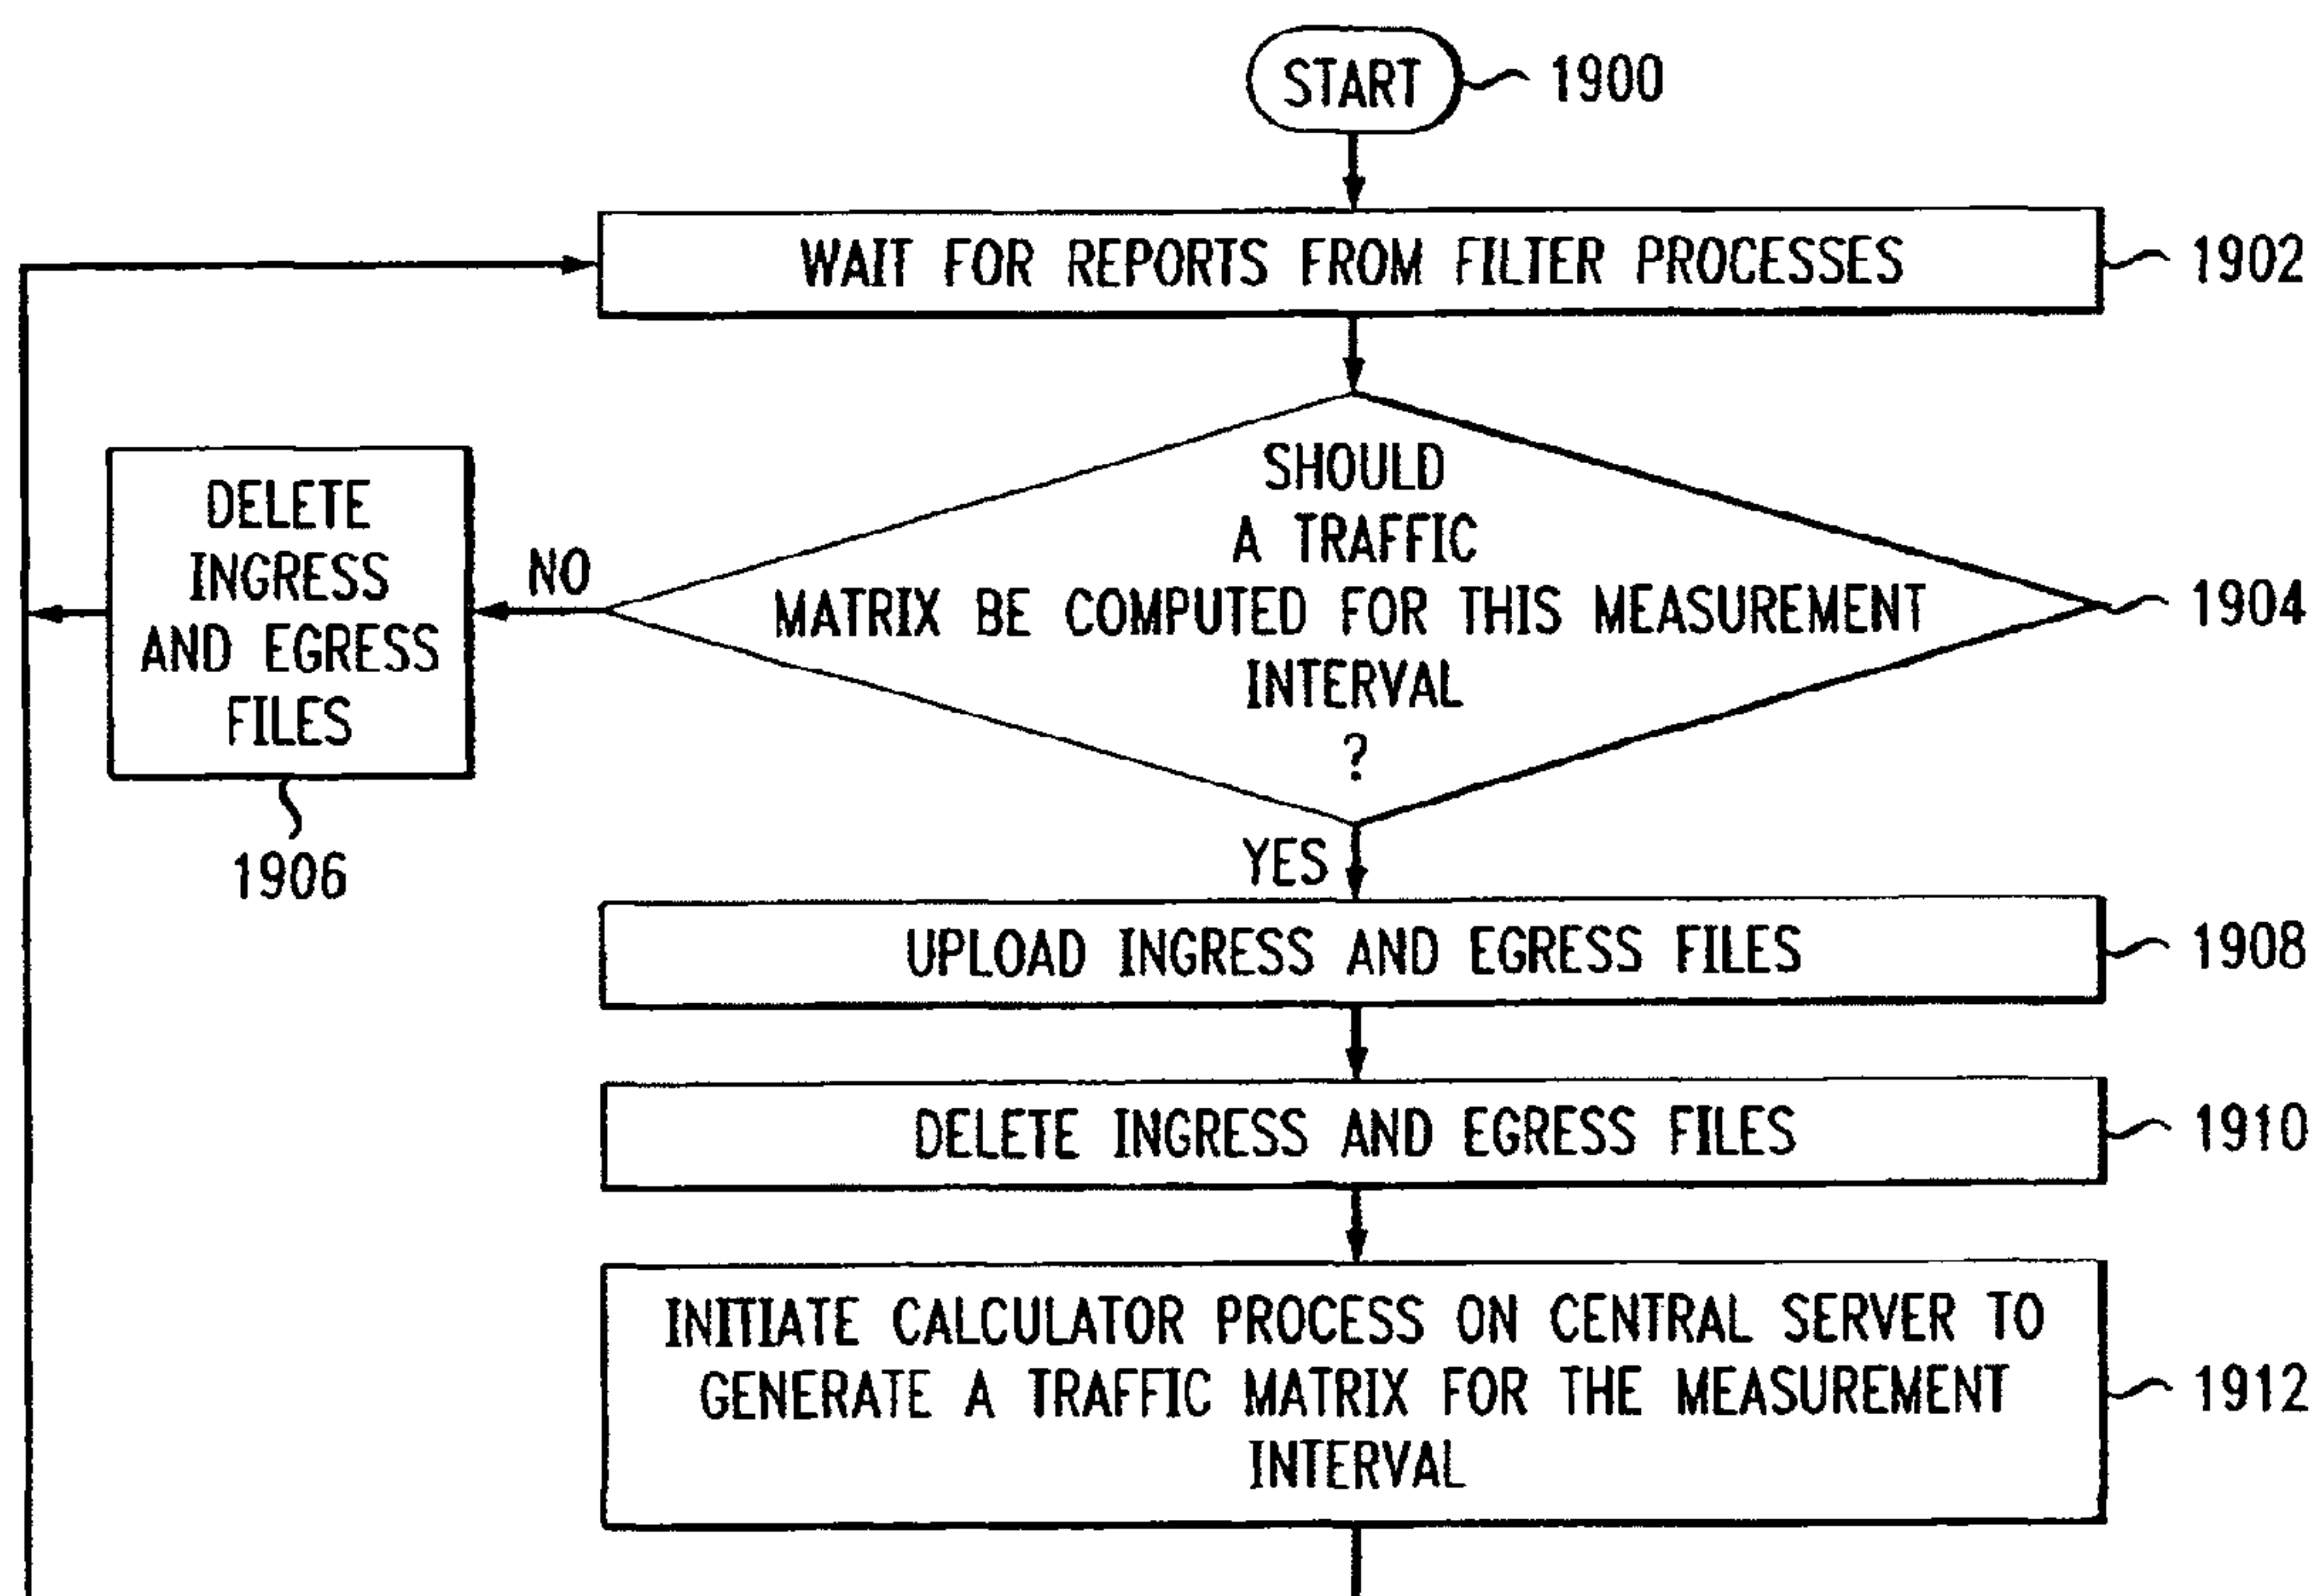 START
1900
WAIT FOR REPORTS FROM FILTER PROCESSES
1902
SHOULD
A TRAFFIC
MATRIX BE COMPUTED FOR THIS MEASUREMENT
INTERVAL
?
1904
NO
DELETE
INGRESS
AND EGRESS
FILES
1906
YES
UPLOAD INGRESS AND EGRESS FILES
1908
DELETE INGRESS AND EGRESS FILES
1910
INITIATE CALCULATOR PROCESS ON CENTRAL SERVER TO
GENERATE A TRAFFIC MATRIX FOR THE MEASUREMENT
INTERVAL
1912